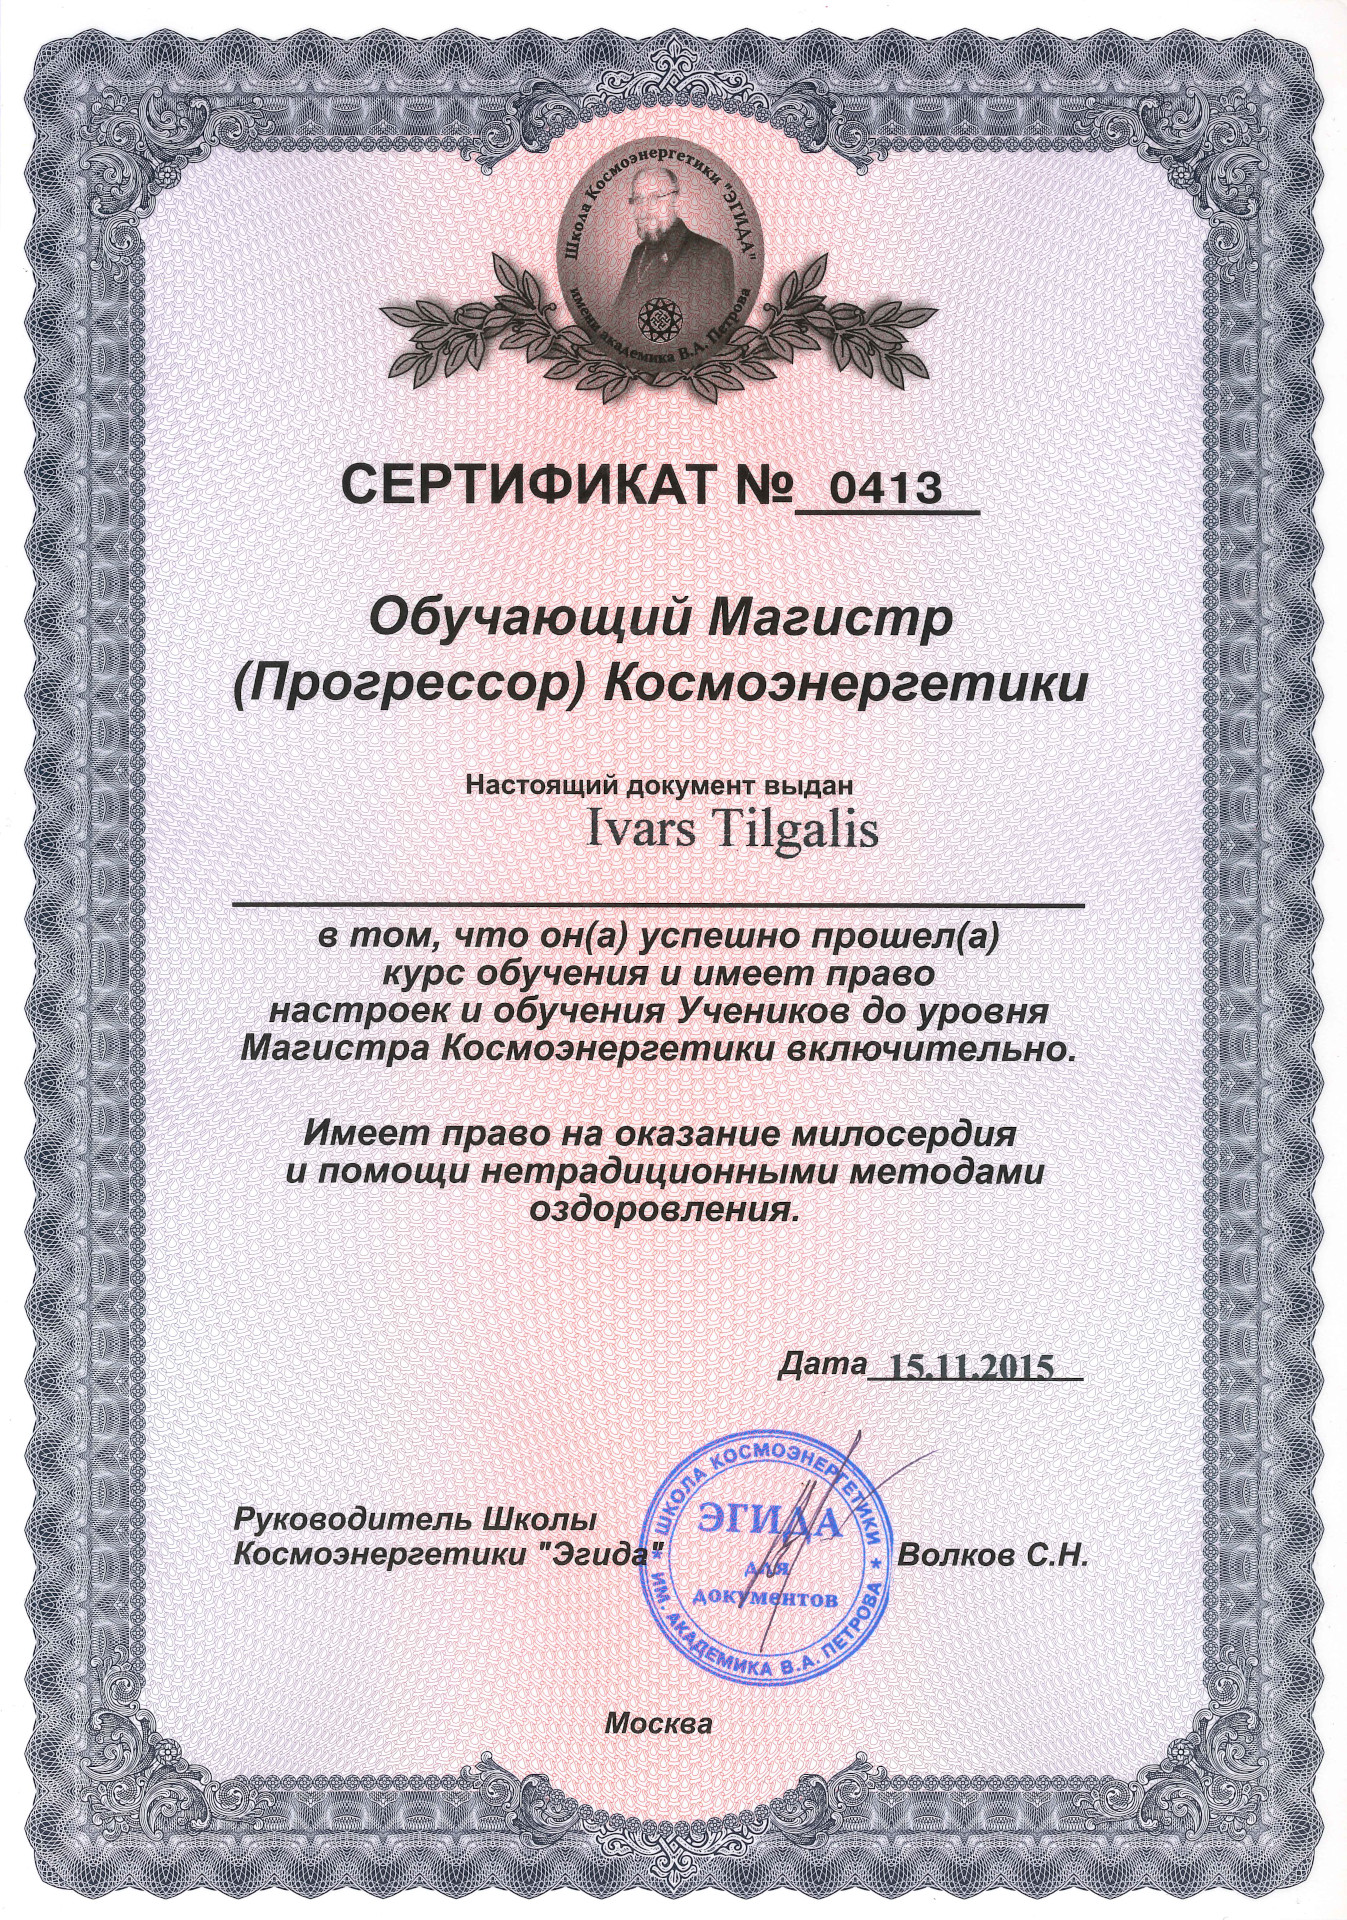 Школа Космоэнергетики "ЭГИДА"
имени академика В.А. Петрова
СЕРТИФИКАТ № 0413
Обучающий Магистр
(Прогрессор) Космоэнергетики
Настоящий документ выдан
Ivars Tilgalis
в том, что он(а) успешно прошел(а)
курс обучения и имеет право
настроек и обучения Учеников до уровня
Магистра Космоэнергетики включительно.
Имеет право на оказание милосердия
и помощи нетрадиционными методами
оздоровления.
Дата 15.11.2015
Руководитель Школы
Космоэнергетики "Эгида"
Волков С.Н.
ШКОЛА КОСМОЭНЕРГЕТИКИ
ЭГИДА
для
документов
ИМ. АКАДЕМИКА В.А. ПЕТРОВА
Москва